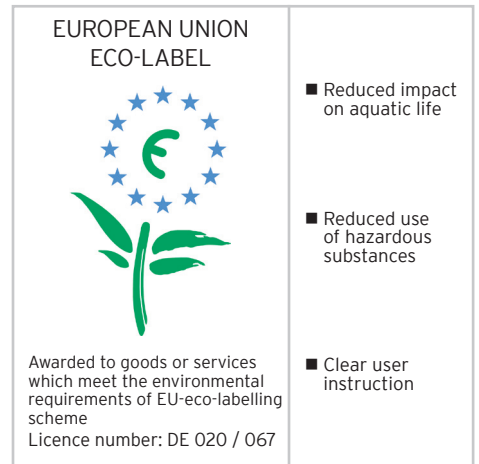 EUROPEAN UNION
ECO-LABEL
Awarded to goods or services
which meet the environmental
requirements of EU-eco-labelling
scheme
Licence number: DE 020 / 067
■ Reduced impact
on aquatic life
■ Reduced use
of hazardous
substances
■ Clear user
instruction